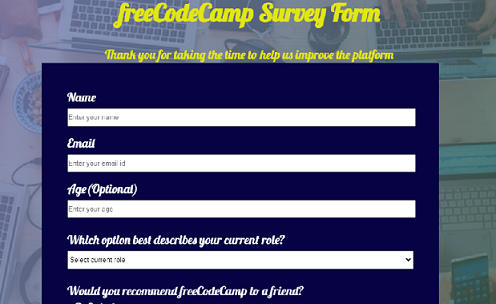 freeCodeCamp Survey Form
Thank you for taking the time to help us improve the platform
Name
Enter your name
Email
Enter your email id
Age(Optional)
Enter your age
Which option best describes your current role?
Select current role
Would you recommend freeCodeCamp to a friend?